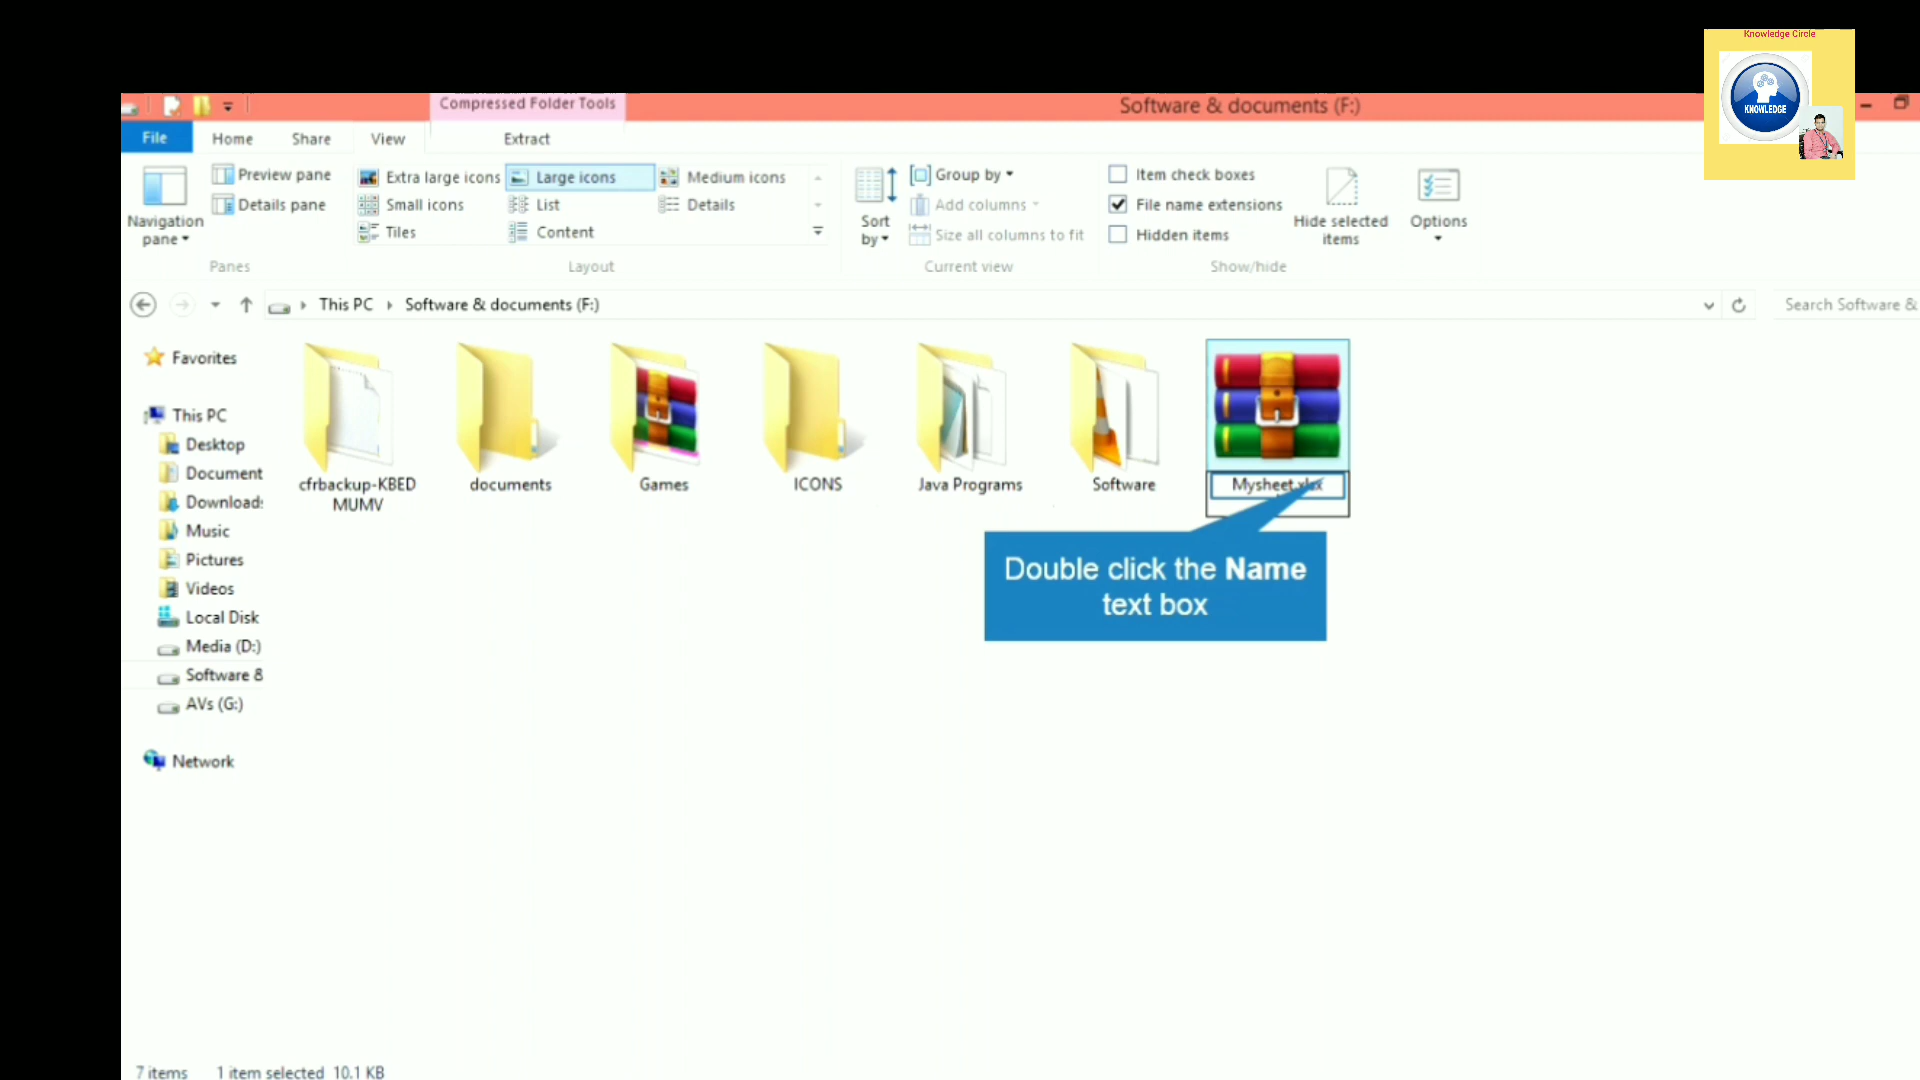 Knowledge Circle
KNOWLEDGE
Compressed Folder Tools
Software & documents (F:)
File
Home
Share
View
Extract
Navigation
pane
Preview pane
Details pane
Panes
Extra large icons
Large icons
Medium icons
Small icons
List
Details
Tiles
Content
Layout
Sort
by
Group by
Add columns
Size all columns to fit
Current view
Item check boxes
File name extensions
Hidden items
Hide selected
items
Show/hide
Options
This PC
Software & documents (F:)
Search Software &
Favorites
This PC
Desktop
Document
Downloads
Music
Pictures
Videos
Local Disk
Media (D:)
Software &
AVs (G:)
Network
cfrbackup-KBED
MUMV
documents
Games
ICONS
Java Programs
Software
Mysheet.xlsx
Double click the Name
text box
7 items
1 item selected 10.1 KB